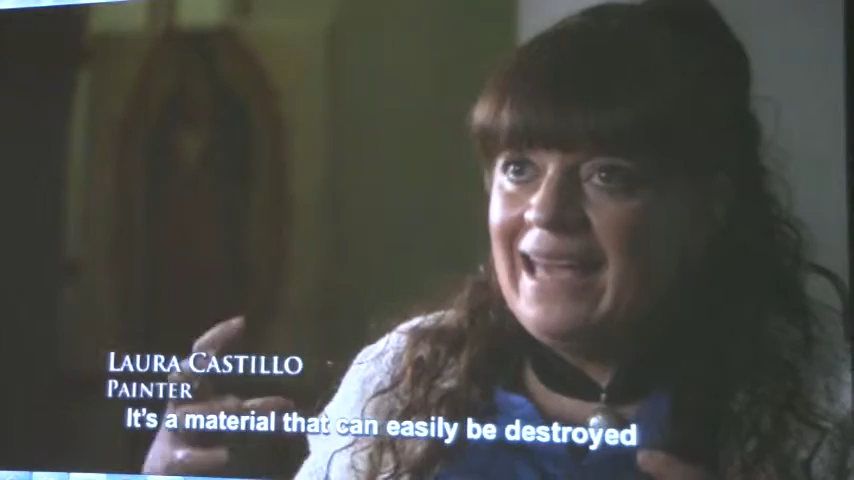 LAURA CASTILLO
PAINTER
It's a material that can easily be destroyed